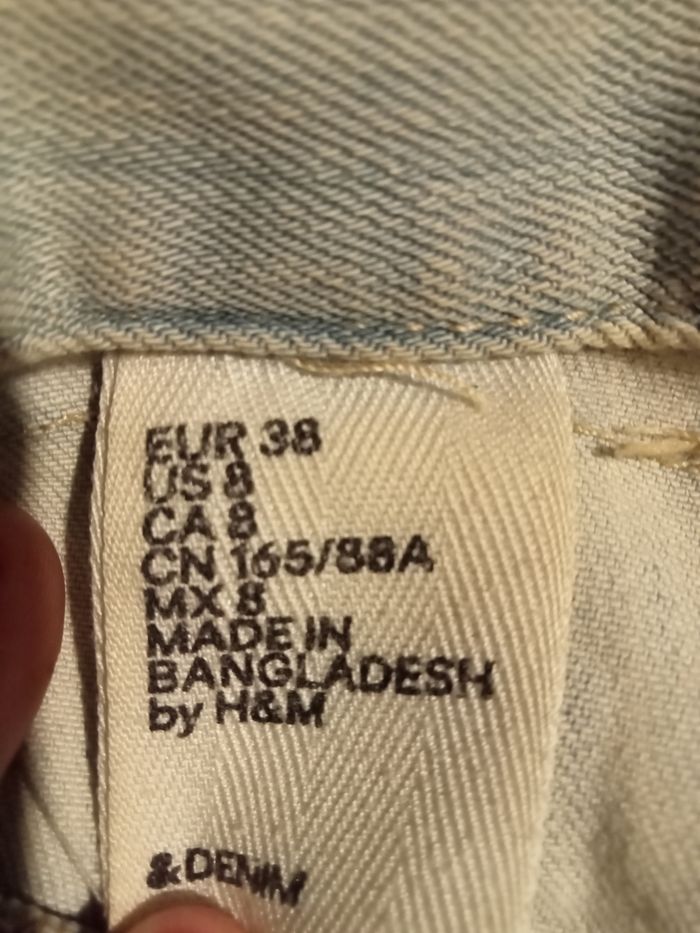 EUR 38
US 8
CA 8
CN 165/88A
MX 8
MADE IN
BANGLADESH
by H&M
&DENIM